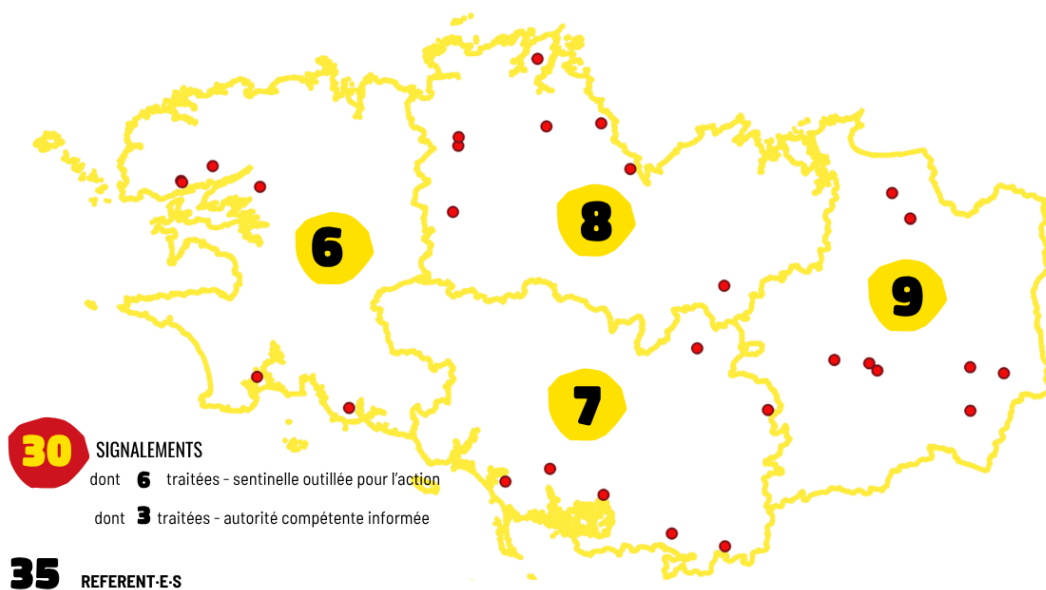 8
6
9
7
30 SIGNALEMENTS
dont 6 traitées - sentinelle outillée pour l'action
dont 3 traitées - autorité compétente informée
35 REFERENT·E·S